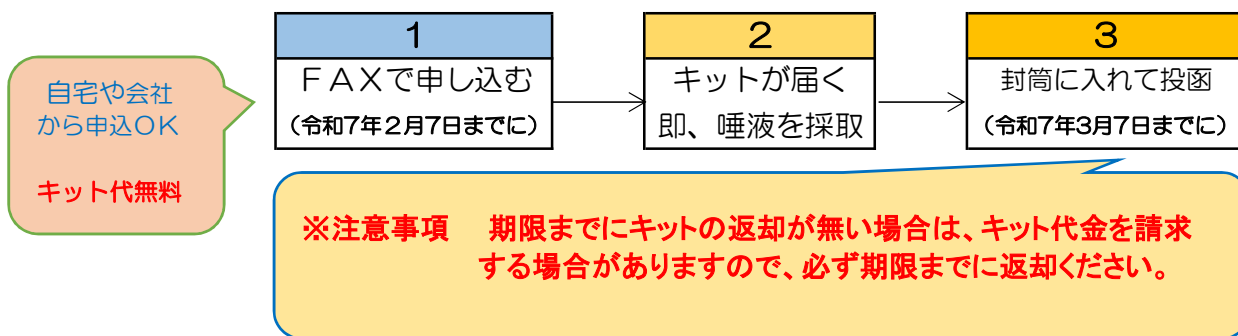 自宅や会社
から申込OK
キット代無料
1
ＦＡＸで申し込む
（令和7年2月7日までに）
2
キットが届く
即、唾液を採取
3
封筒に入れて投函
（令和7年3月7日までに）
※注意事項　期限までにキットの返却が無い場合は、キット代金を請求
する場合がありますので、必ず期限までに返却ください。